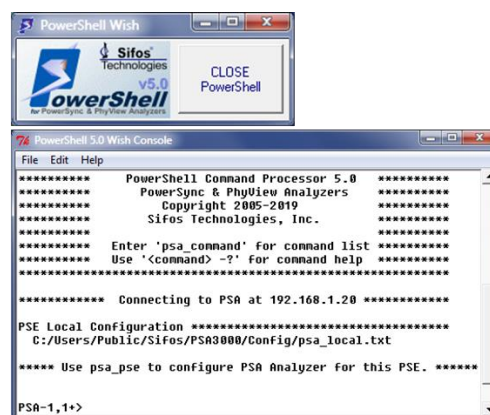 PowerShell Wish
Sifos
Technologies
v5.0
PowerShell
for PowerSync & PhyView Analyzers
CLOSE
PowerShell
PowerShell 5.0 Wish Console
File Edit Help
********** PowerShell Command Processor 5.0 **********
********** PowerSync & PhyView Analyzers **********
********** Copyright 2005-2019 **********
********** Sifos Technologies, Inc. **********
********** **********
********** Enter 'psa_command' for command list **********
********** Use '<command> -?' for command help **********
************************************************************
************ Connecting to PSA at 192.168.1.20 ************
PSE Local Configuration ************************************
C:/Users/Public/Sifos/PSA3000/Config/psa_local.txt
***** Use psa_pse to configure PSA Analyzer for this PSE. ******
PSA-1,1+>